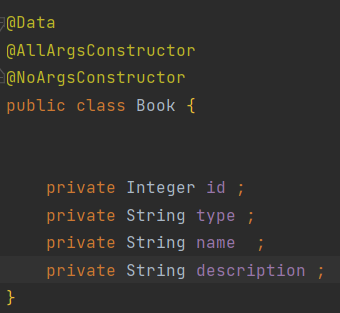 @Data
@AllArgsConstructor
@NoArgsConstructor
public class Book {
private Integer id ;
private String type ;
private String name  ;
private String description ;
}